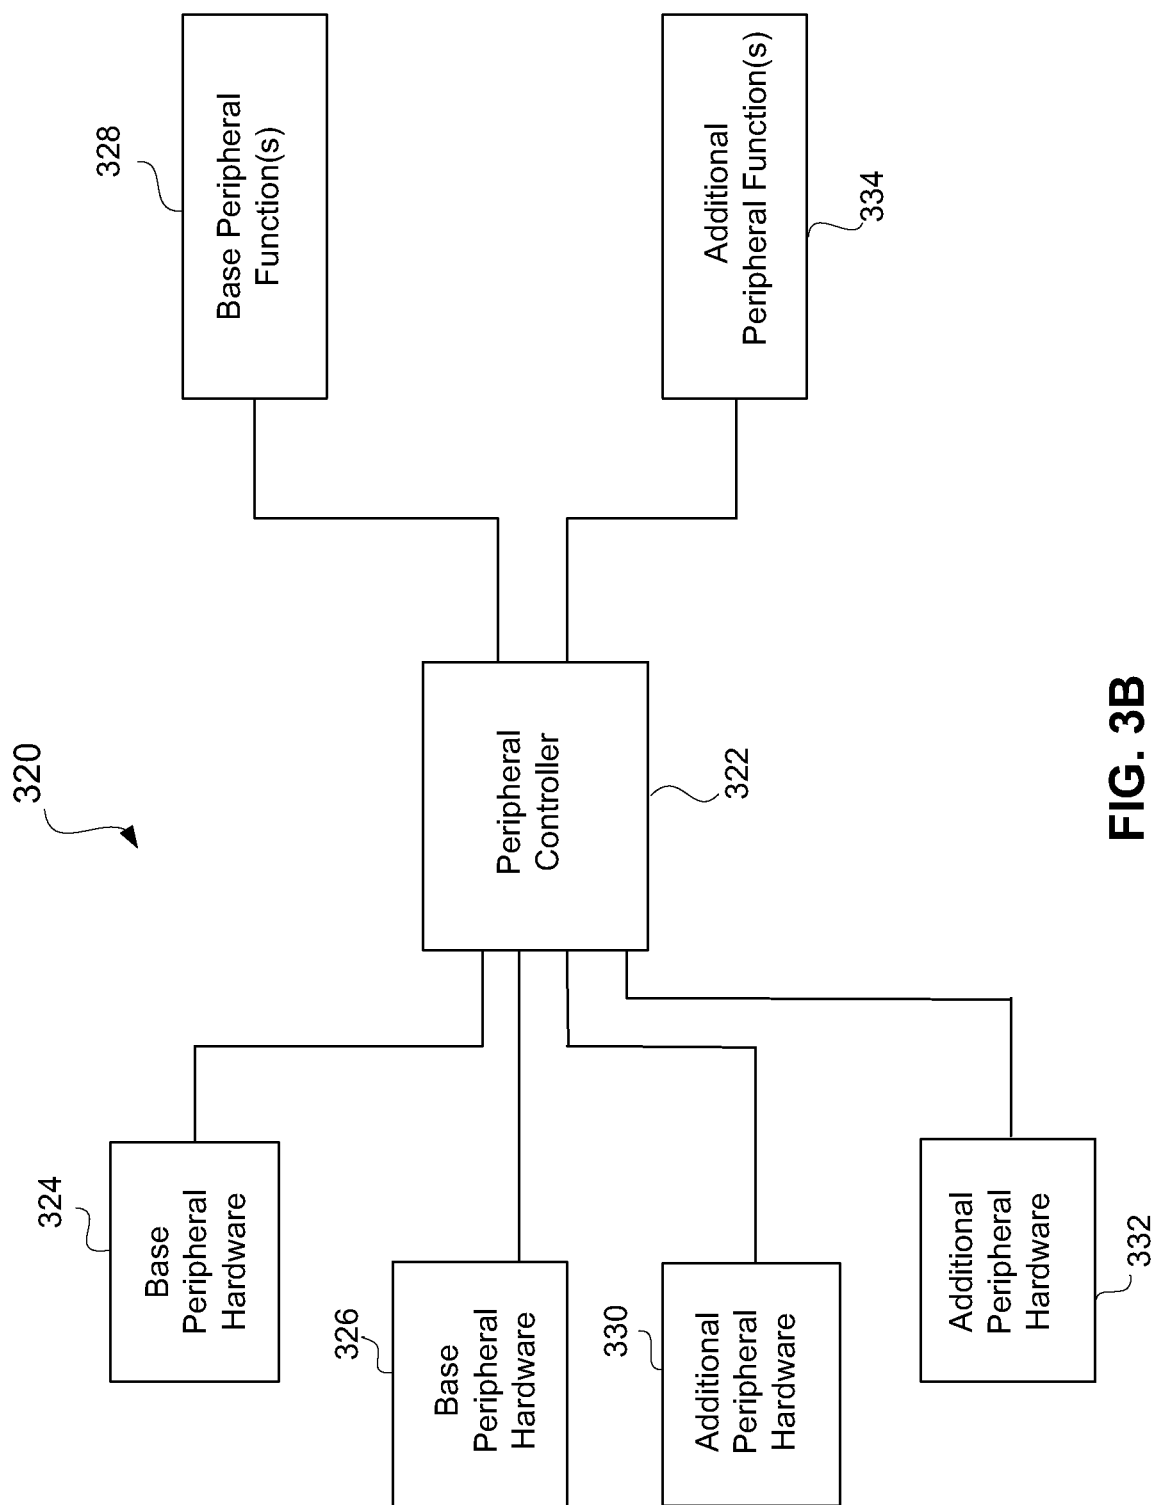 320
324
Base
Peripheral
Hardware
326
Base
Peripheral
Hardware
330
Additional
Peripheral
Hardware
332
Additional
Peripheral
Hardware
Peripheral
Controller
322
328
Base Peripheral
Function(s)
Additional
Peripheral Function(s)
334
FIG. 3B